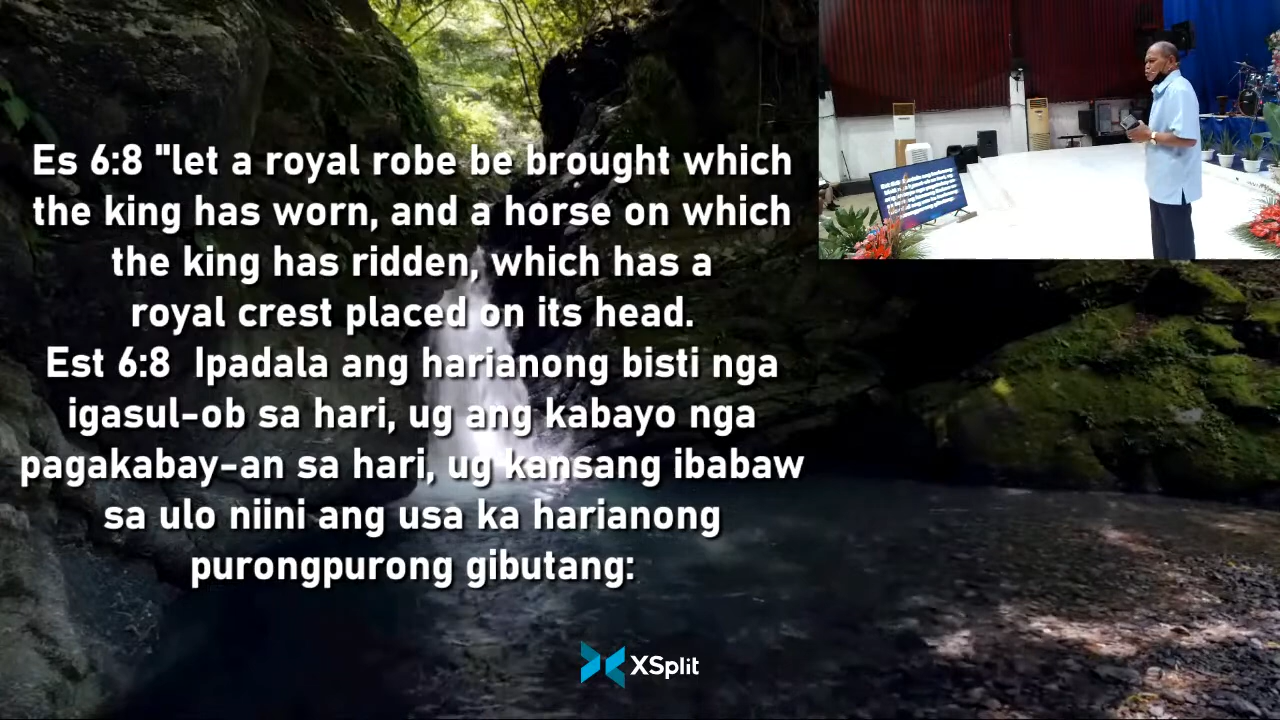 Es 6:8 "let a royal robe be brought which
the king has worn, and a horse on which
the king has ridden, which has a
royal crest placed on its head.
Est 6:8  Ipadala ang harianong bisti nga
igasul-ob sa hari, ug ang kabayo nga
pagakabay-an sa hari, ug kansang ibabaw
sa ulo niini ang usa ka harianong
purongpurong gibutang:
XSplit